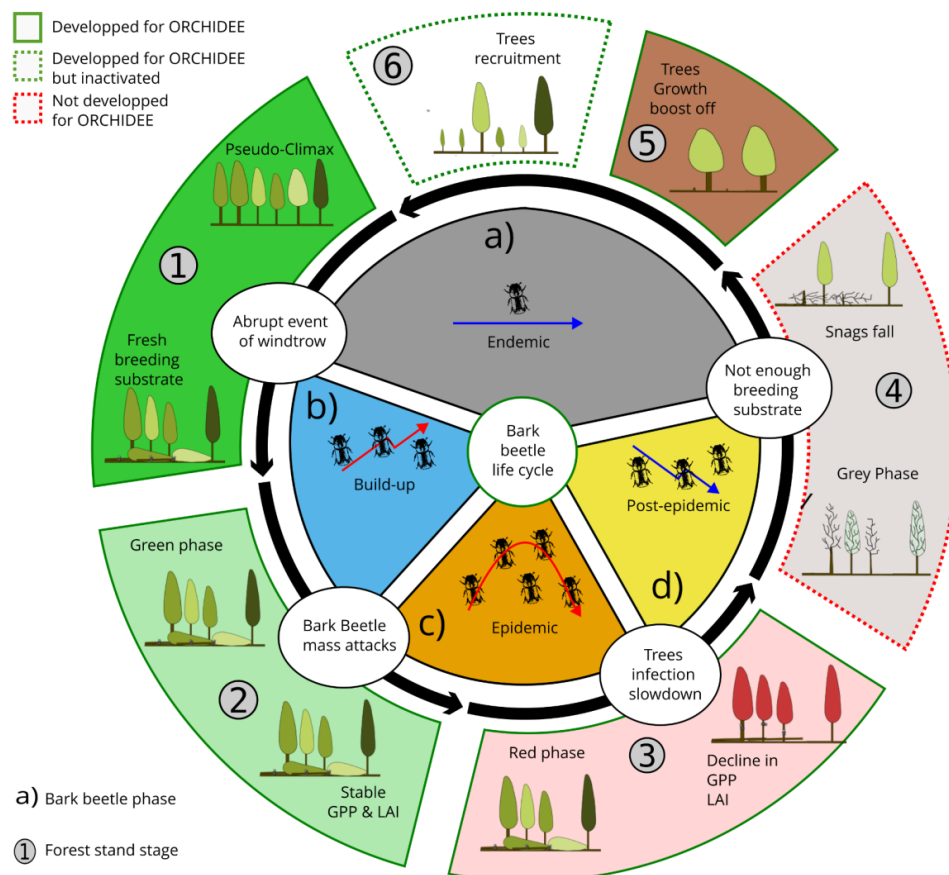 Developped for ORCHIDEE
Developped for ORCHIDEE
but inactivated
Not developped
for ORCHIDEE
6
Trees
recruitment
Trees
Growth
boost off
5
Pseudo-Climax
1
Fresh
breeding
substrate
a)
Endemic
Abrupt event
of windtrow
Snags fall
4
Grey Phase
Not enough
breeding
substrate
b)
Build-up
Bark
beetle
life cycle
Post-epidemic
d)
Green phase
2
Stable
GPP & LAI
Bark Beetle
mass attacks
c)
Epidemic
Trees
infection
slowdown
Red phase
3
Decline in
GPP
LAI
a) Bark beetle phase
1 Forest stand stage